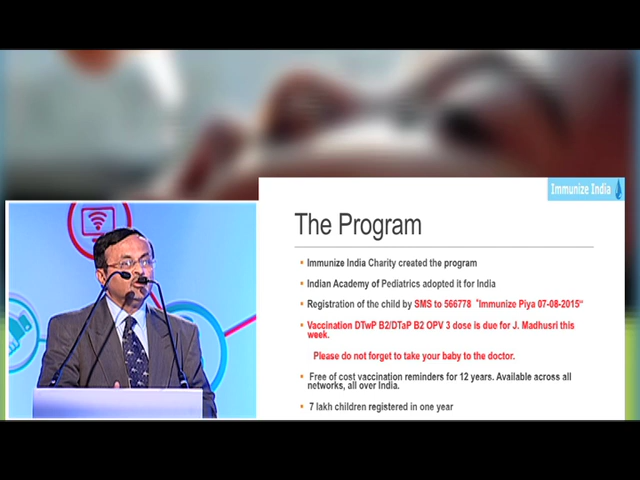 Immunize India
The Program
Immunize India Charity created the program
Indian Academy of Pediatrics adopted it for India
Registration of the child by SMS to 566778 'Immunize Piya 07-08-2015"
Vaccination DTwP B2/DTaP B2 OPV 3 dose is due for J. Madhusri this
week.
Please do not forget to take your baby to the doctor.
Free of cost vaccination reminders for 12 years. Available across all
networks, all over India.
7 lakh children registered in one year